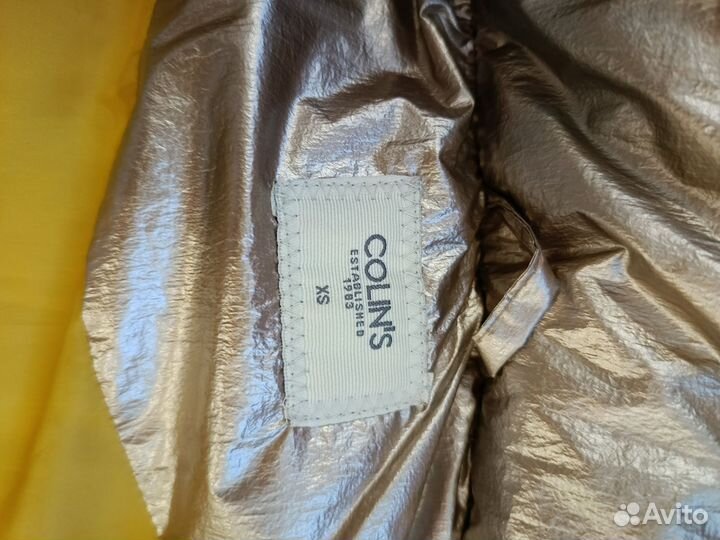 COLIN'S
ESTABLISHED
1983
XS
Avito